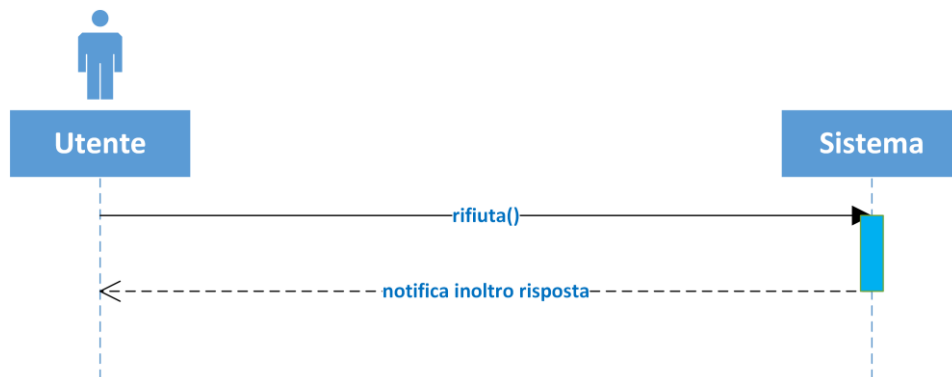 Utente
Sistema
rifiuta()
notifica inoltro risposta